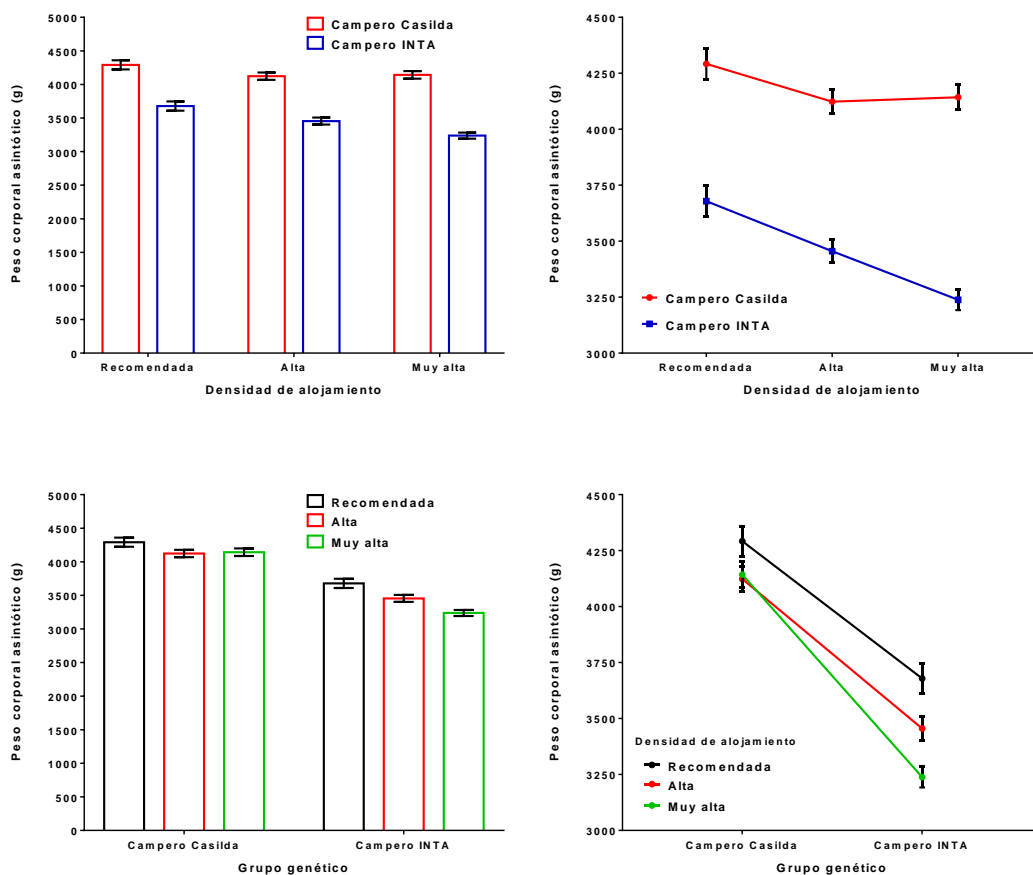 5000
4500
4000
3500
3000
2500
2000
1500
1000
500
0
Peso corporal asintótico (g)
Campero Casilda
Campero INTA
Recomendada Alta Muy alta
Densidad de alojamiento
4500
4250
4000
3750
3500
3250
3000
Peso corporal asintótico (g)
Campero Casilda
Campero INTA
Recomendada Alta Muy alta
Densidad de alojamiento
5000
4500
4000
3500
3000
2500
2000
1500
1000
500
0
Peso corporal asintótico (g)
Recomendada
Alta
Muy alta
Campero Casilda Campero INTA
Grupo genético
4500
4250
4000
3750
3500
3250
3000
Peso corporal asintótico (g)
Densidad de alojamiento
Recomendada
Alta
Muy alta
Campero Casilda Campero INTA
Grupo genético